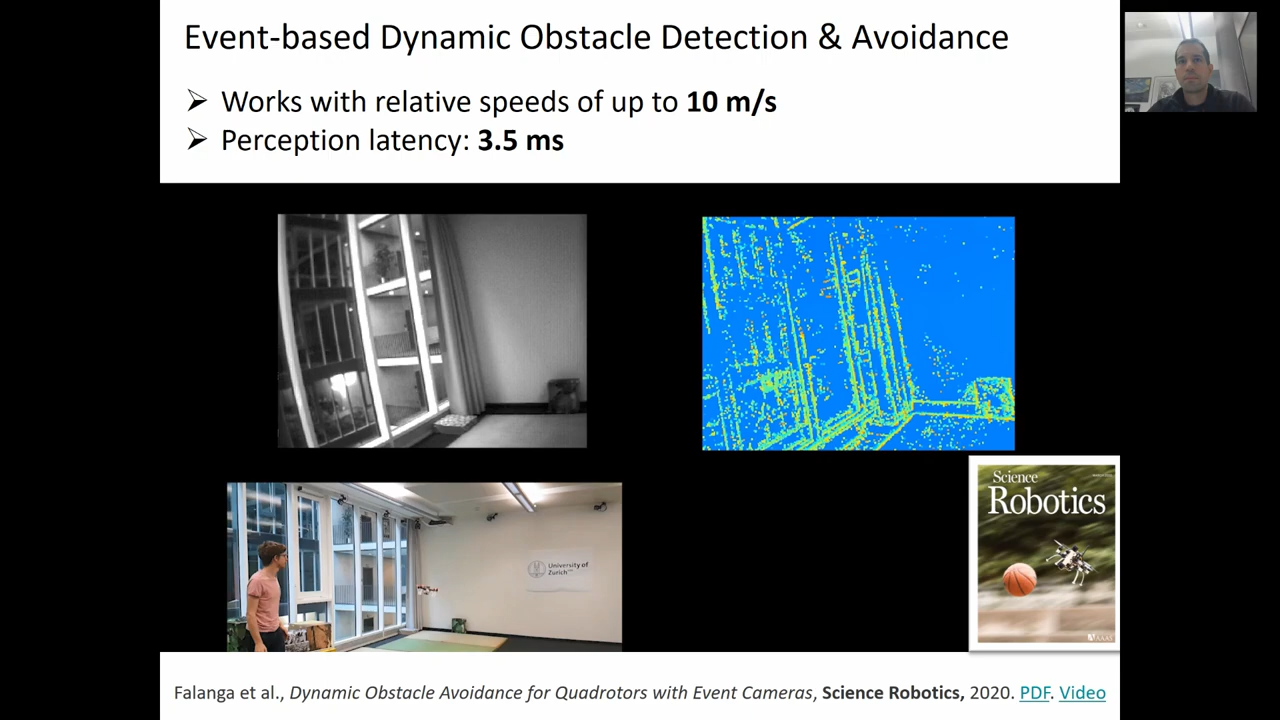 Event-based Dynamic Obstacle Detection & Avoidance
➢ Works with relative speeds of up to 10 m/s
➢ Perception latency: 3.5 ms
University of
Zurich
Science
Robotics
AAAS
Falanga et al., Dynamic Obstacle Avoidance for Quadrotors with Event Cameras, Science Robotics, 2020. PDF. Video